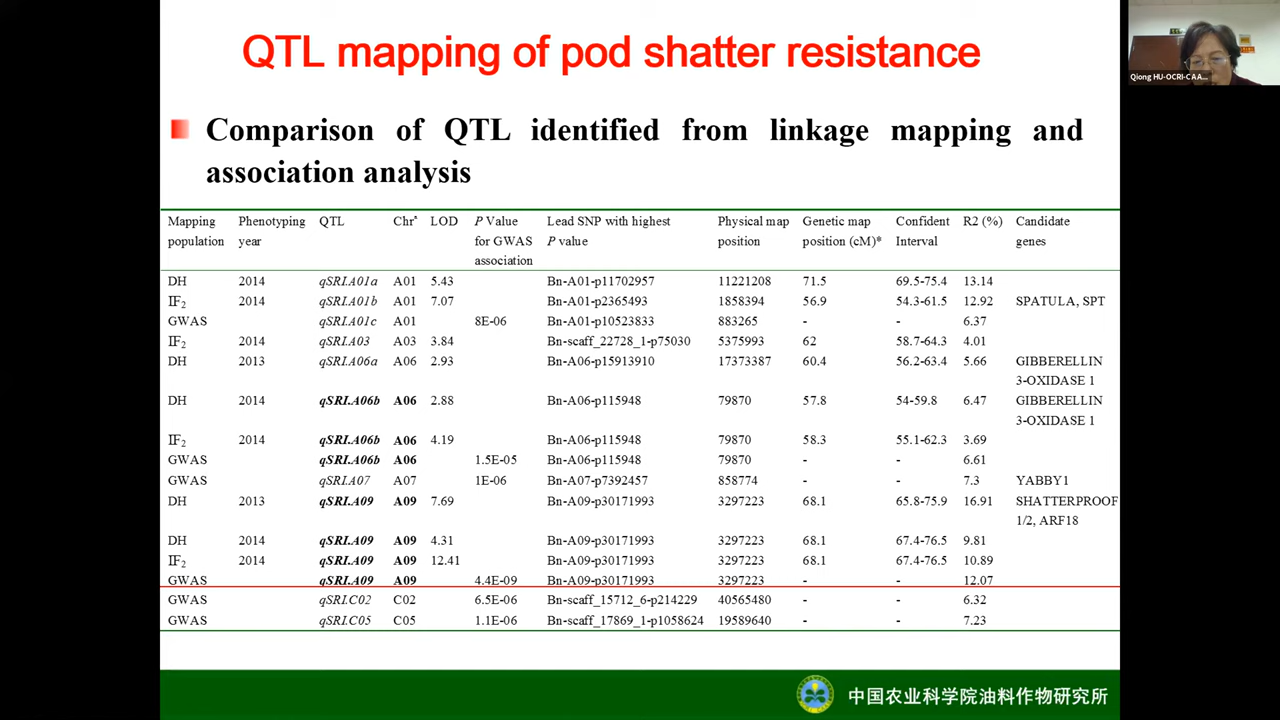 QTL mapping of pod shatter resistance
Qiong HU-OCRI-CAA...
Comparison of QTL identified from linkage mapping and
association analysis
Mapping Phenotyping QTL Chr* LOD P Value Lead SNP with highest Physical map Genetic map Confident R2 (%) Candidate
population year for GWAS P value position position (cM)* Interval genes
association
DH 2014 qSRI.A01a A01 5.43 Bn-A01-p11702957 11221208 71.5 69.5-75.4 13.14
IF2 2014 qSRI.A01b A01 7.07 Bn-A01-p2365493 1858394 56.9 54.3-61.5 12.92 SPATULA, SPT
GWAS qSRI.A01c A01 8E-06 Bn-A01-p10523833 883265 - - 6.37
IF2 2014 qSRI.A03 A03 3.84 Bn-scaff_22728_1-p75030 5375993 62 58.7-64.3 4.01
DH 2013 qSRI.A06a A06 2.93 Bn-A06-p15913910 17373387 60.4 56.2-63.4 5.66 GIBBERELLIN
3-OXIDASE 1
DH 2014 qSRI.A06b A06 2.88 Bn-A06-p115948 79870 57.8 54-59.8 6.47 GIBBERELLIN
3-OXIDASE 1
IF2 2014 qSRI.A06b A06 4.19 Bn-A06-p115948 79870 58.3 55.1-62.3 3.69
GWAS qSRI.A06b A06 1.5E-05 Bn-A06-p115948 79870 - - 6.61
GWAS qSRI.A07 A07 1E-06 Bn-A07-p7392457 858774 - - 7.3 YABBY1
DH 2013 qSRI.A09 A09 7.69 Bn-A09-p30171993 3297223 68.1 65.8-75.9 16.91 SHATTERPROOF
1/2, ARF18
DH 2014 qSRI.A09 A09 4.31 Bn-A09-p30171993 3297223 68.1 67.4-76.5 9.81
IF2 2014 qSRI.A09 A09 12.41 Bn-A09-p30171993 3297223 68.1 67.4-76.5 10.89
GWAS qSRI.A09 A09 4.4E-09 Bn-A09-p30171993 3297223 - - 12.07
GWAS qSRI.C02 C02 6.5E-06 Bn-scaff_15712_6-p214229 40565480 - - 6.32
GWAS qSRI.C05 C05 1.1E-06 Bn-scaff_17869_1-p1058624 19589640 - - 7.23
中国农业科学院油料作物研究所